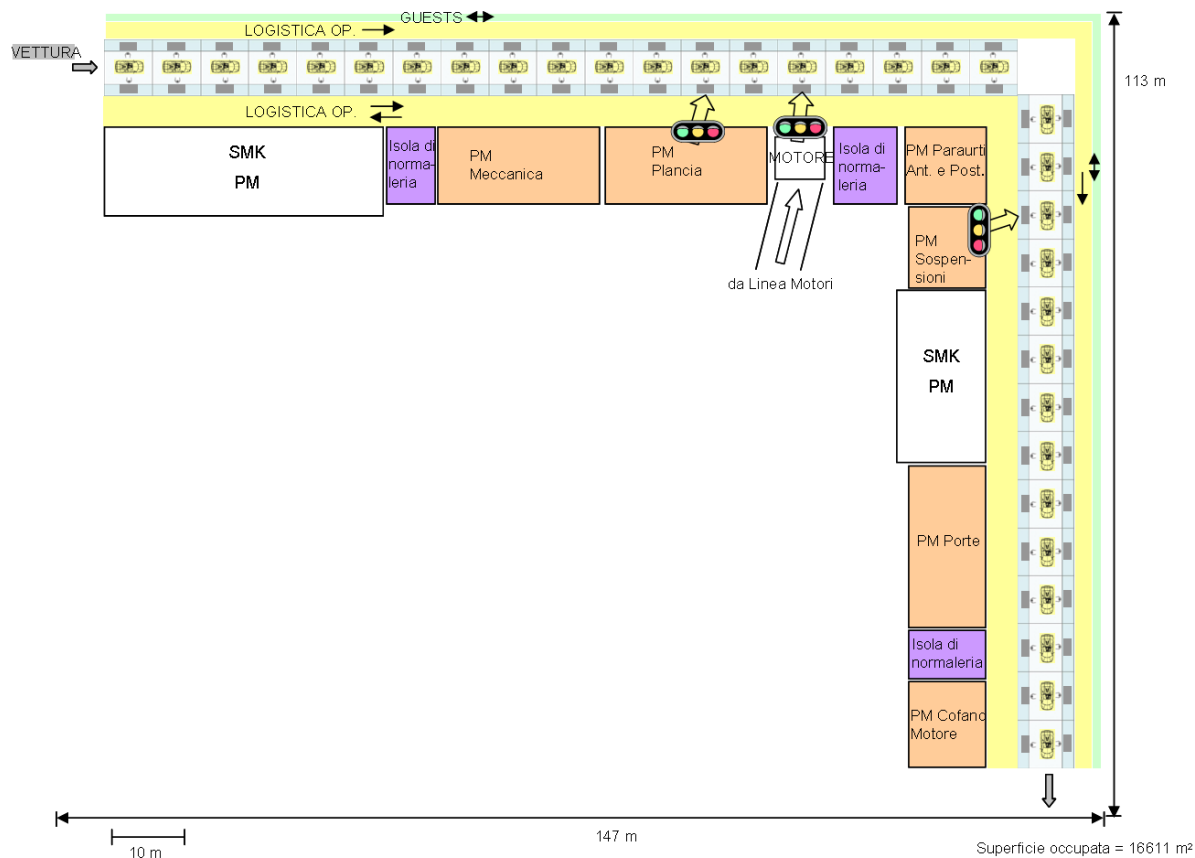 GUESTS
LOGISTICA OP.
VETTURA
113 m
LOGISTICA OP.
SMK
PM
Isola di
norma-
leria
PM
Meccanica
PM
Plancia
MOTORE
Isola di
norma-
leria
PM Paraurti
Ant. e Post.
PM
Sospen-
sioni
da Linea Motori
SMK
PM
PM Porte
Isola di
normaleria
PM Cofano
Motore
147 m
10 m
Superficie occupata = 16611 m²